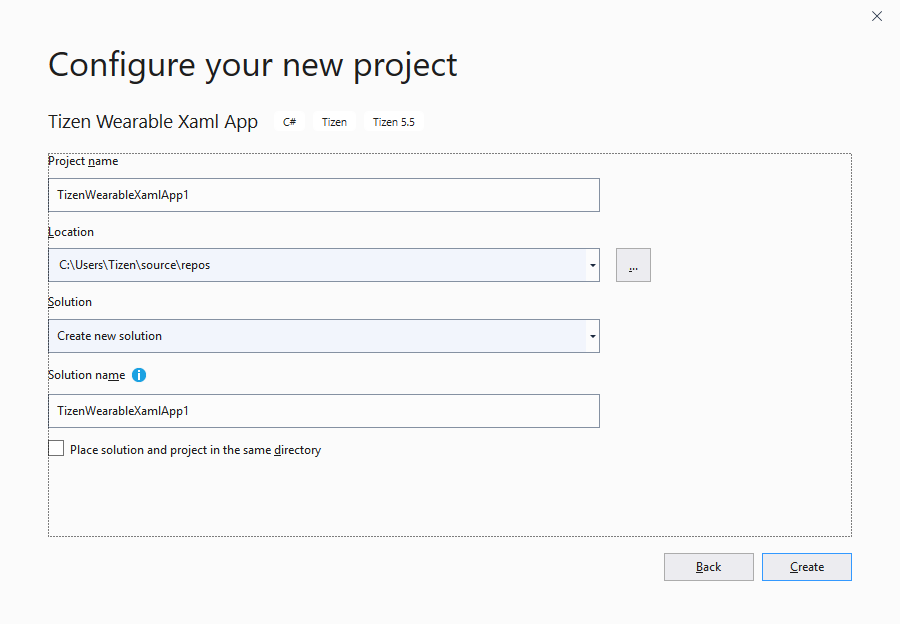 Configure your new project
Tizen Wearable Xaml App C# Tizen Tizen 5.5
Project name
TizenWearableXamlApp1
Location
C:\Users\Tizen\source\repos
...
Solution
Create new solution
Solution name
TizenWearableXamlApp1
Place solution and project in the same directory
Back Create